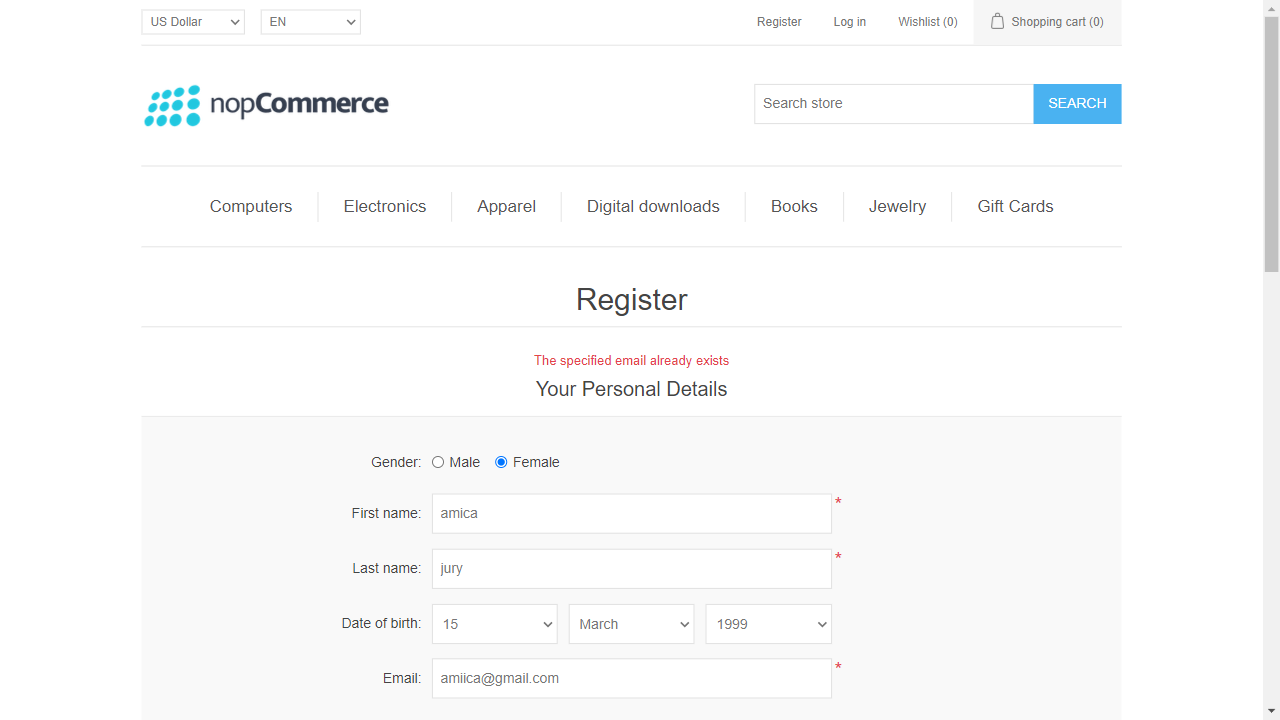 US Dollar EN Register Log in Wishlist (0) Shopping cart (0)
nopCommerce Search store SEARCH
Computers Electronics Apparel Digital downloads Books Jewelry Gift Cards
Register
The specified email already exists
Your Personal Details
Gender: Male Female
First name: amica *
Last name: jury *
Date of birth: 15 March 1999
Email: amiica@gmail.com *